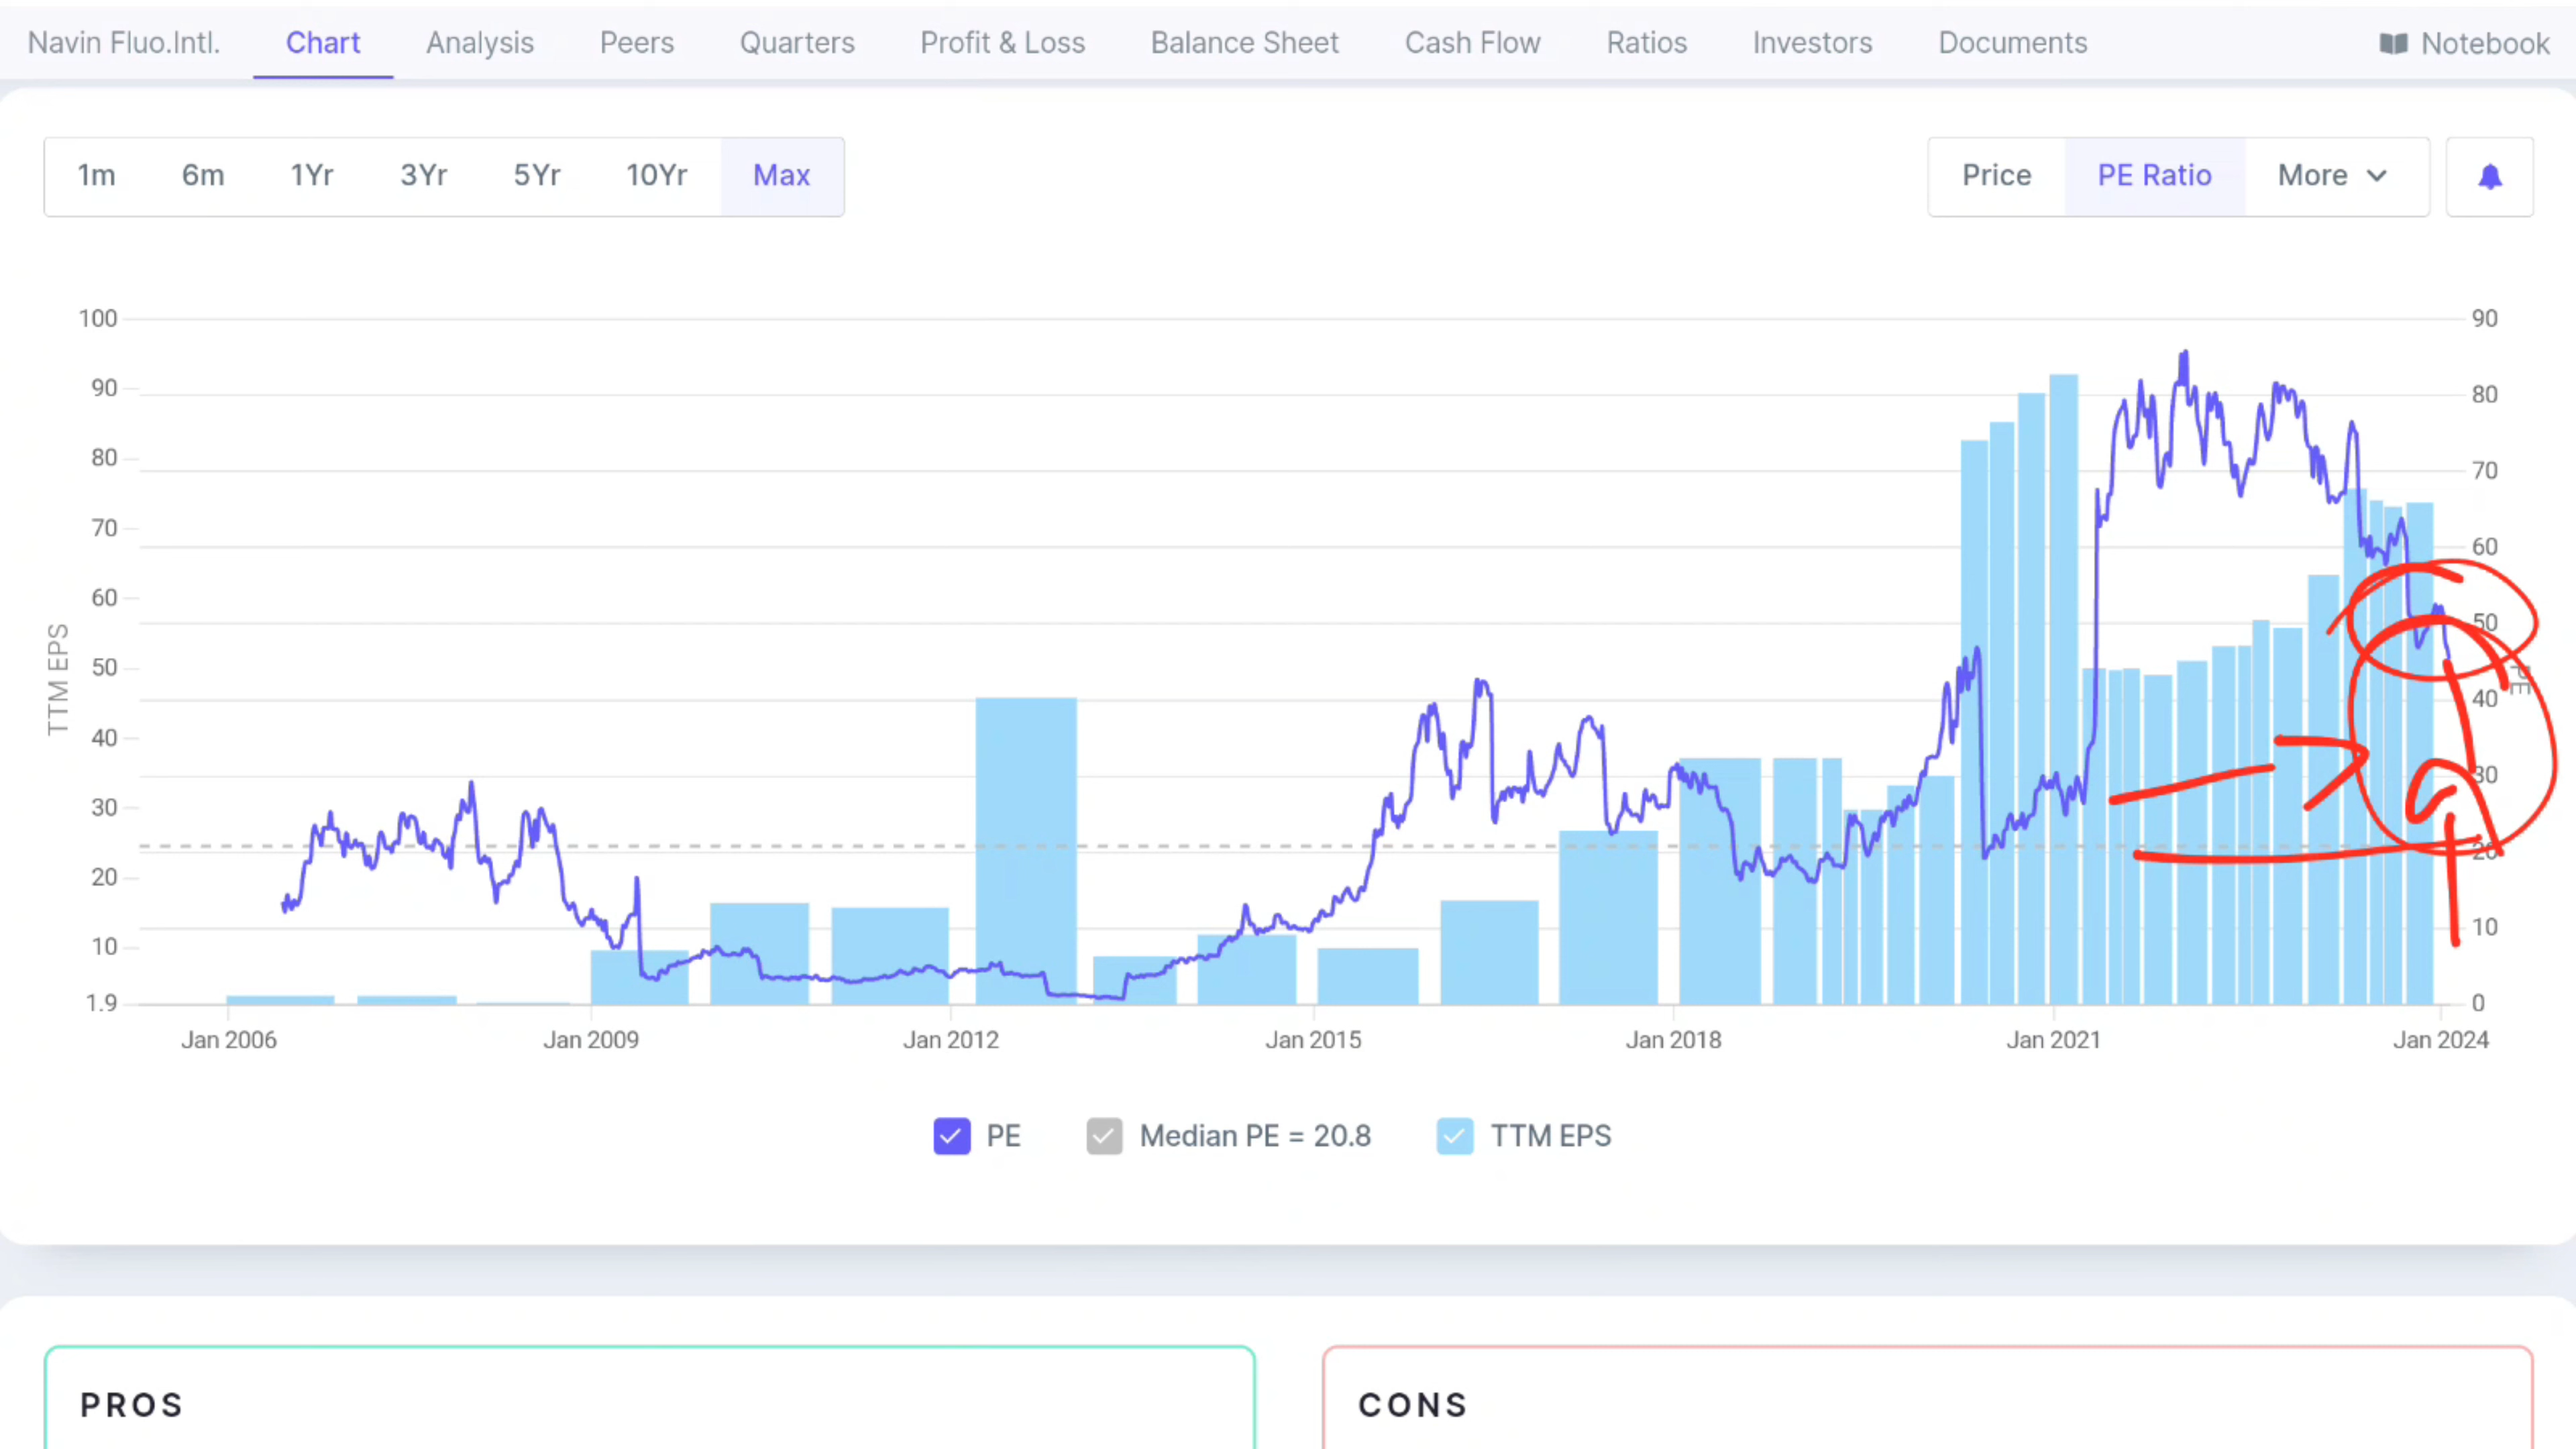 Navin Fluo.Intl. Chart Analysis Peers Quarters Profit & Loss Balance Sheet Cash Flow Ratios Investors Documents Notebook
1m 6m 1Yr 3Yr 5Yr 10Yr Max Price PE Ratio More
100 90
90 80
80 70
70 60
60 50
50 40
40 30
30 20
20 10
10 0
1.9
TTM EPS
PE
Jan 2006 Jan 2009 Jan 2012 Jan 2015 Jan 2018 Jan 2021 Jan 2024
PE Median PE = 20.8 TTM EPS
PROS CONS